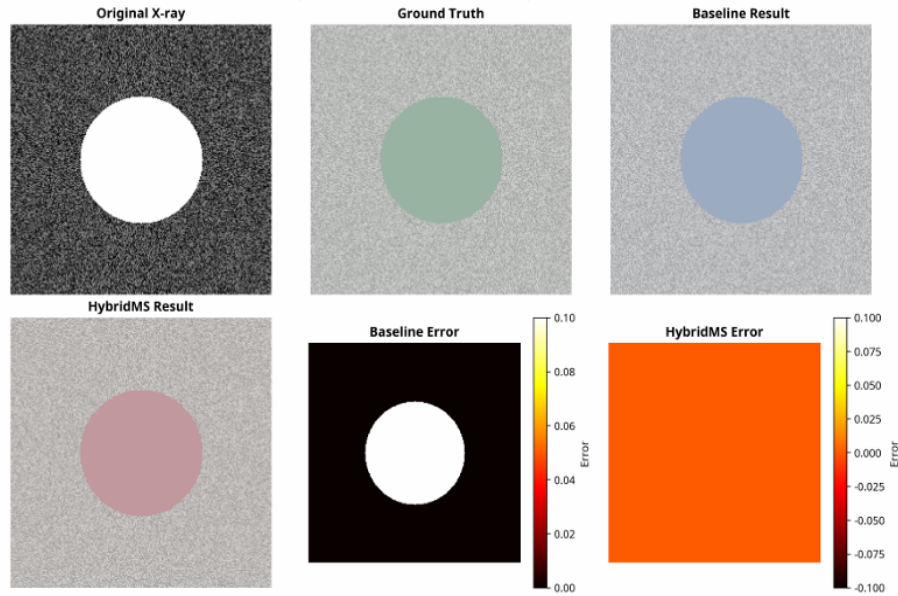 Original X-ray
Ground Truth
Baseline Result
HybridMS Result
Baseline Error
0.10
0.08
0.06
0.04
0.02
0.00
Error
HybridMS Error
0.100
0.075
0.050
0.025
0.000
-0.025
-0.050
-0.075
-0.100
Error